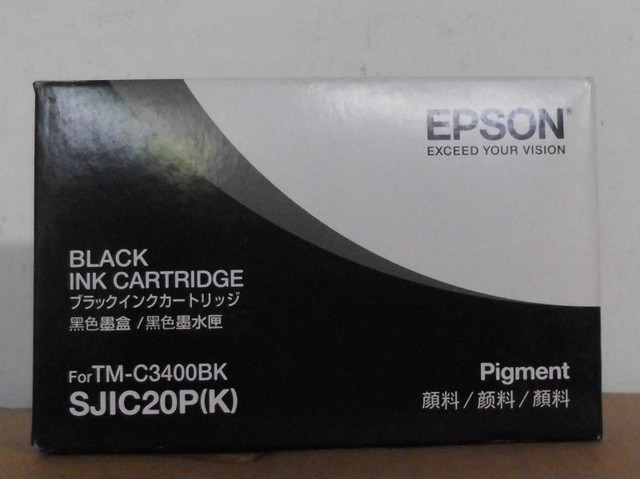 EPSON
EXCEED YOUR VISION
BLACK
INK CARTRIDGE
ブラックインクカートリッジ
黑色墨盒 /黑色墨水匣
For TM-C3400BK
SJIC20P(K)
Pigment
顔料/颜料/顏料